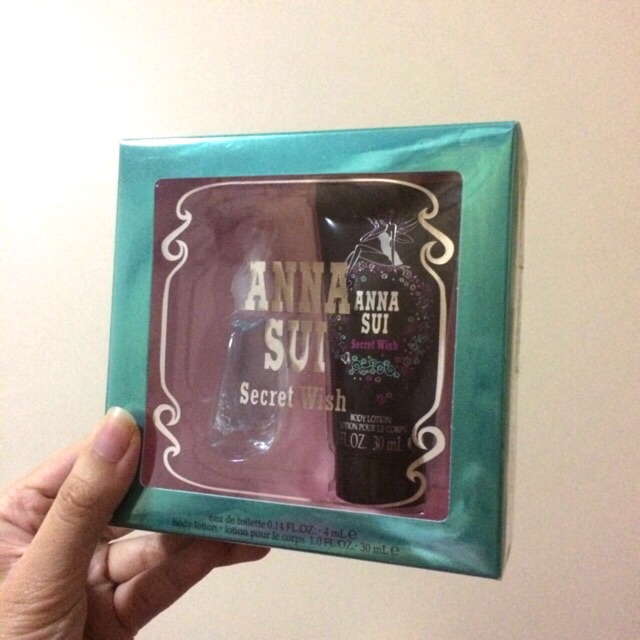 ANNA
SUI
Secret Wish
ANNA
SUI
Secret Wish
BODY LOTION
LOTION POUR LE CORPS
FL.OZ. 30 mL ℮
eau de toilette 0.14 FL.OZ. - 4 mL ℮
body lotion - lotion pour le corps 1.0 FL.OZ. - 30 mL ℮